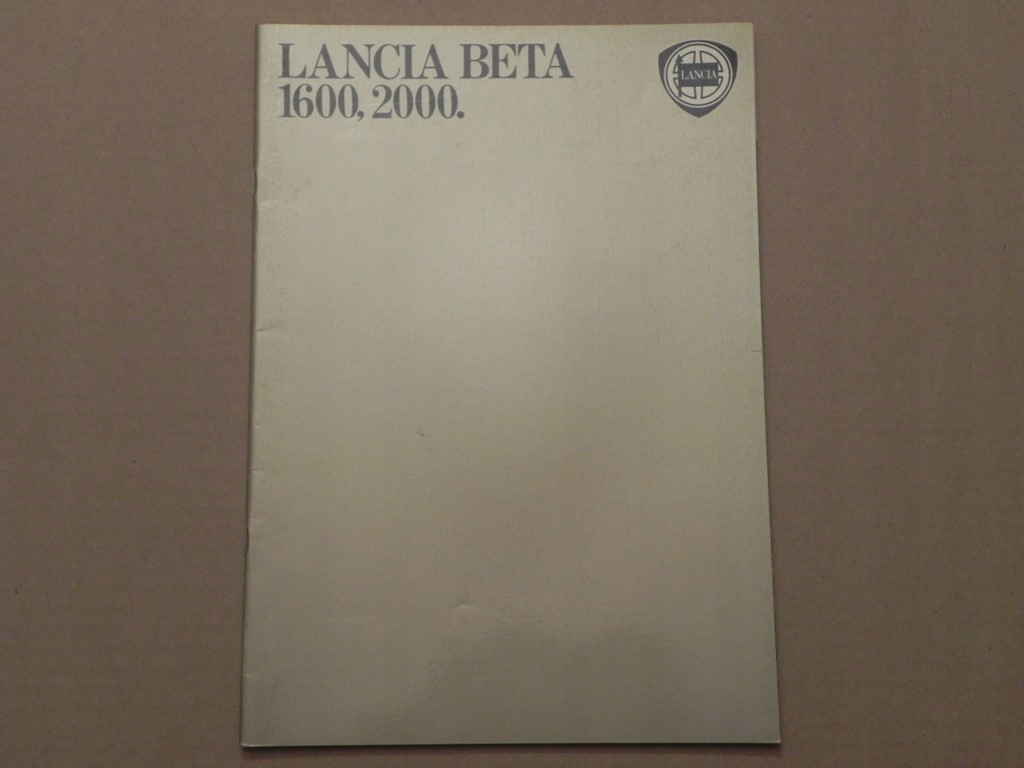 LANCIA BETA
1600, 2000.
LANCIA